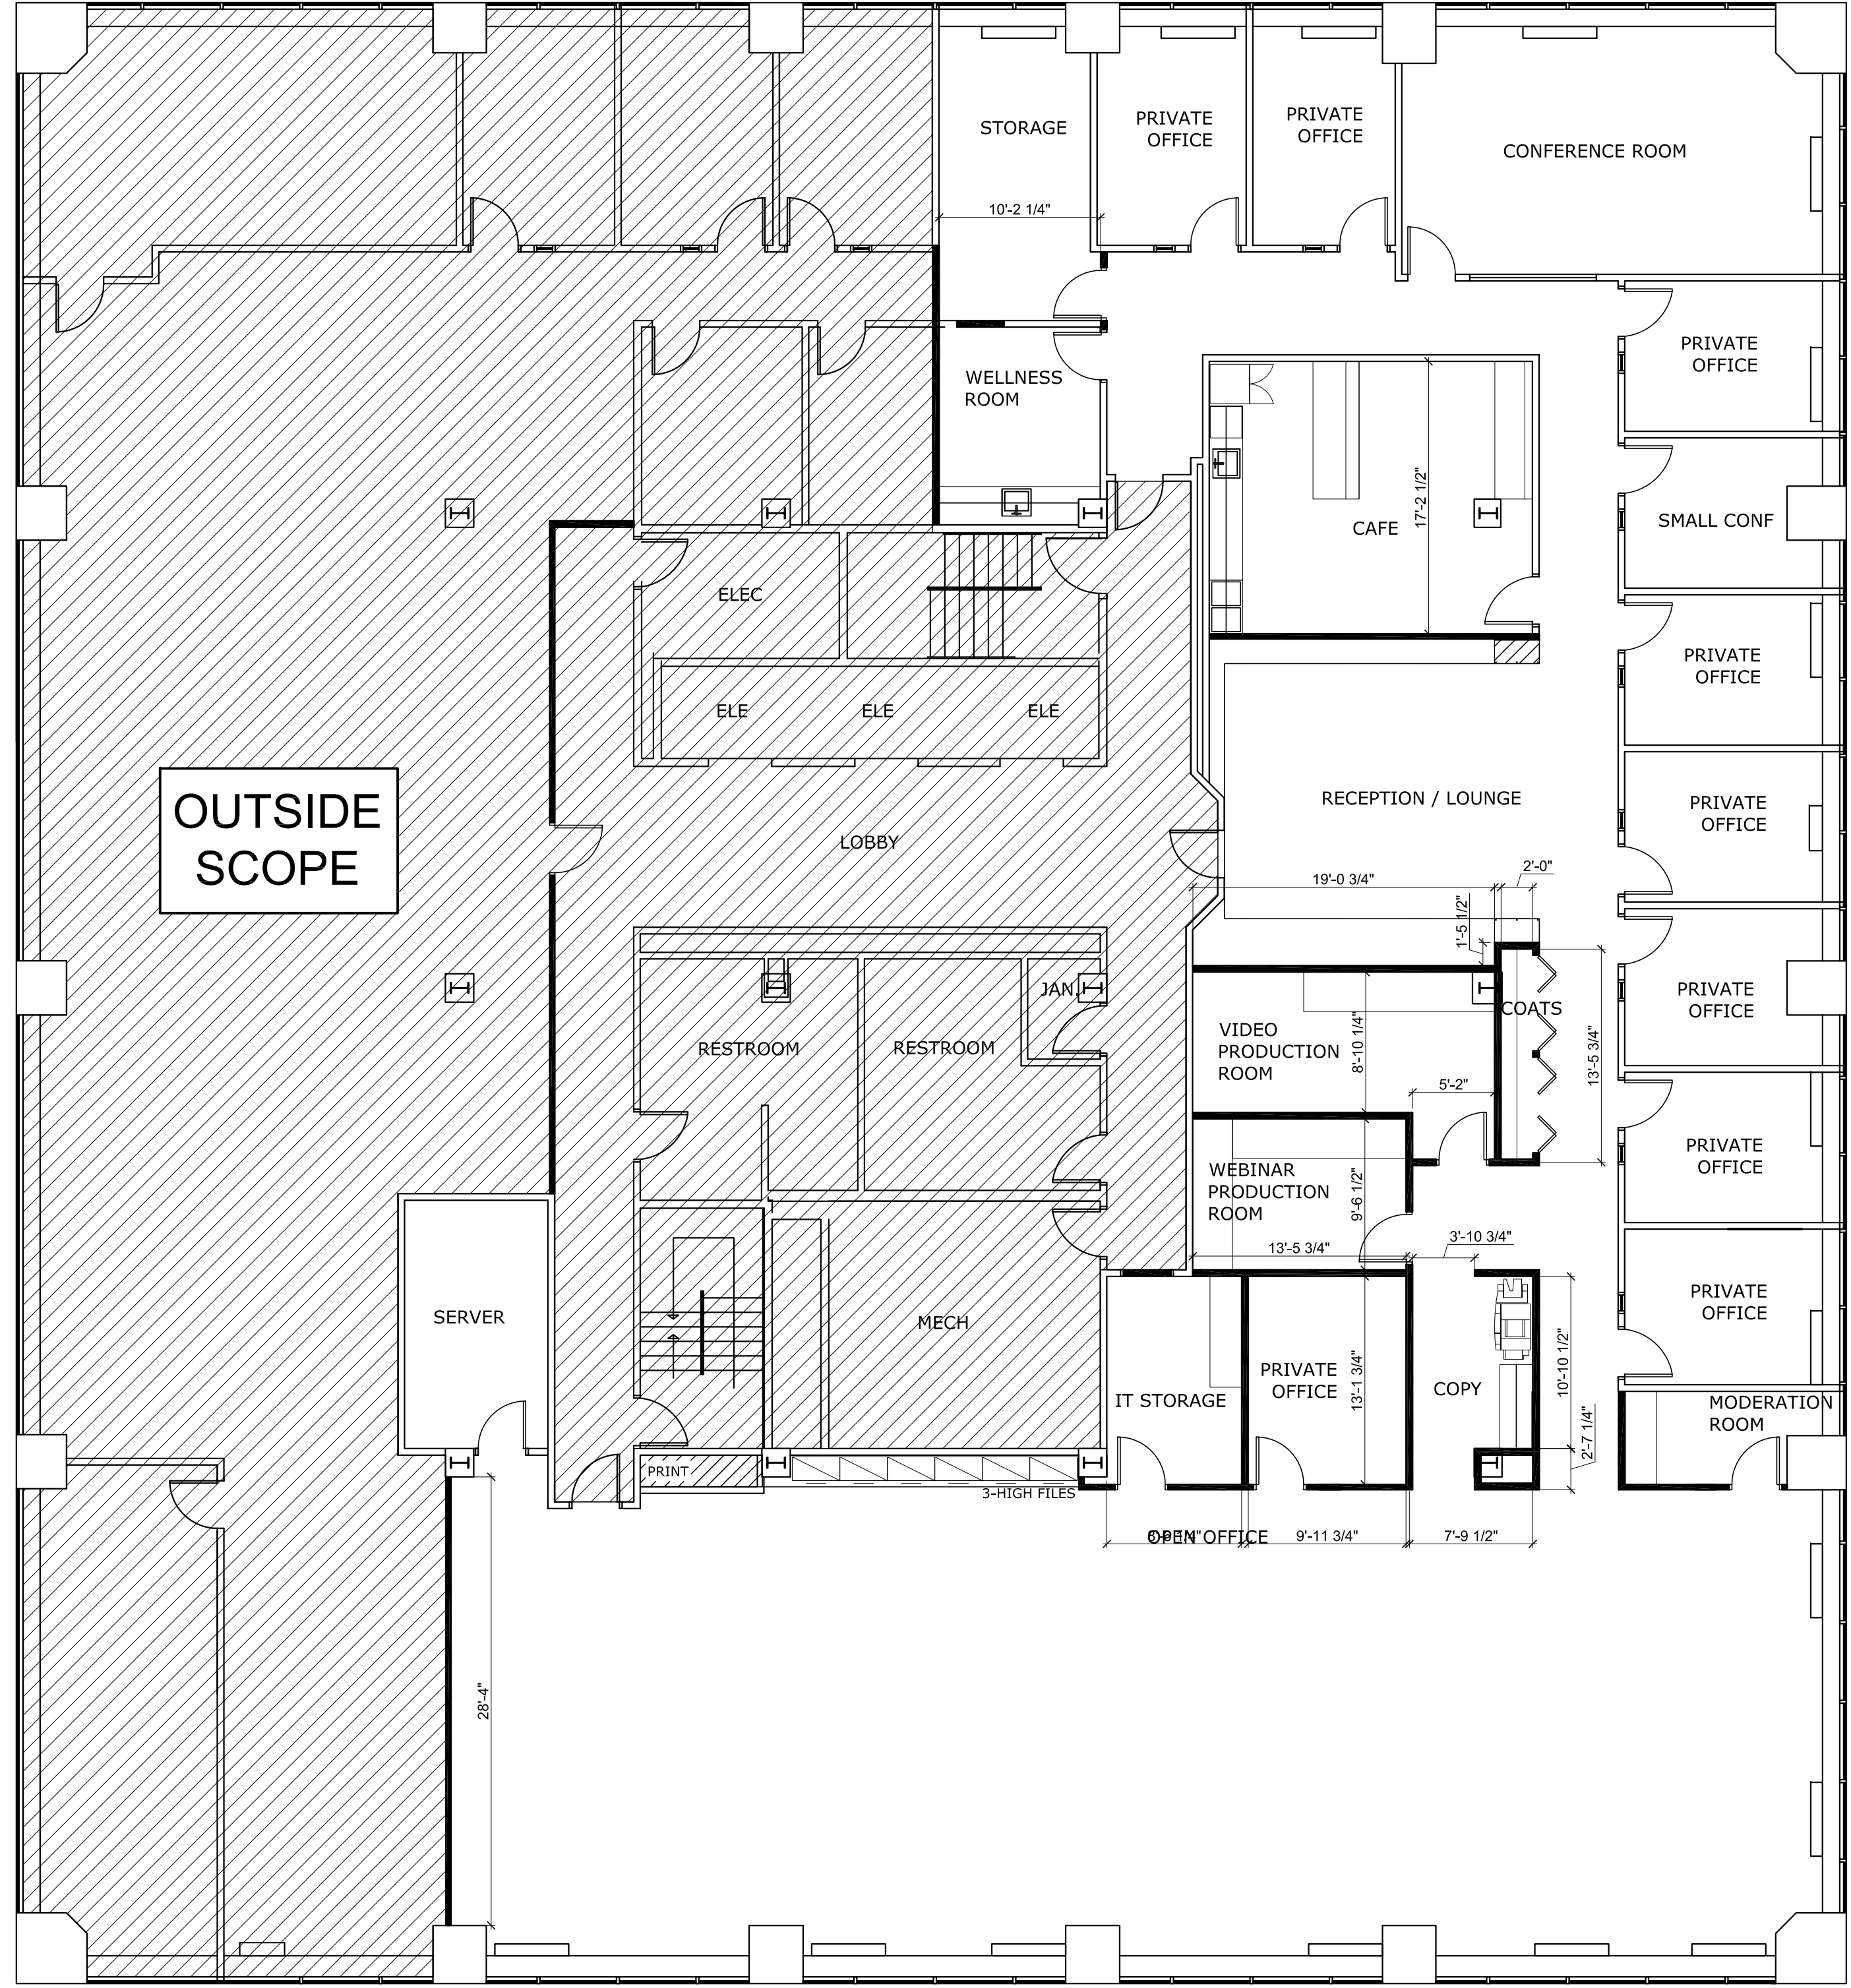 STORAGE
PRIVATE
OFFICE
PRIVATE
OFFICE
CONFERENCE ROOM
10'-2 1/4"
PRIVATE
OFFICE
WELLNESS
ROOM
17'-2 1/2"
CAFE
SMALL CONF
ELEC
PRIVATE
OFFICE
ELE
ELE
ELE
OUTSIDE
SCOPE
RECEPTION / LOUNGE
PRIVATE
OFFICE
LOBBY
19'-0 3/4"
2'-0"
1'-5 1/2"
JAN.
COATS
PRIVATE
OFFICE
RESTROOM
RESTROOM
VIDEO
PRODUCTION
ROOM
8'-10 1/4"
13'-5 3/4"
5'-2"
PRIVATE
OFFICE
WEBINAR
PRODUCTION
ROOM
9'-6 1/2"
13'-5 3/4"
3'-10 3/4"
PRIVATE
OFFICE
SERVER
MECH
IT STORAGE
PRIVATE
OFFICE
13'-1 3/4"
COPY
10'-10 1/2"
2'-7 1/4"
MODERATION
ROOM
PRINT
3-HIGH FILES
OPEN OFFICE
9'-11 3/4"
7'-9 1/2"
28'-4"